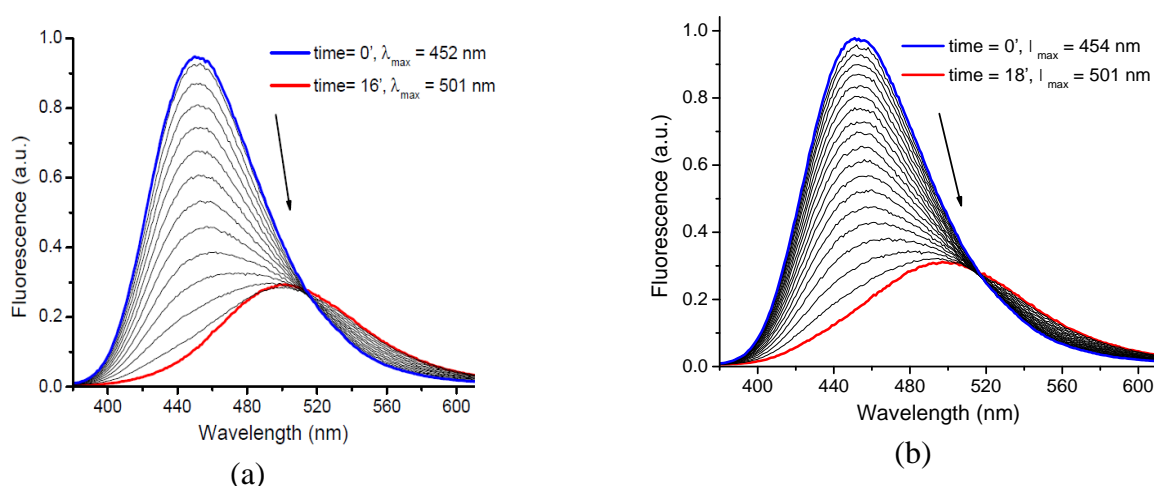 (a)
time= 0', λmax = 452 nm
time= 16', λmax = 501 nm
Fluorescence (a.u.)
1.0
0.8
0.6
0.4
0.2
0.0
400 440 480 520 560 600
Wavelength (nm)
(b)
time = 0', lmax = 454 nm
time = 18', lmax = 501 nm
Fluorescence (a.u.)
1.0
0.8
0.6
0.4
0.2
0.0
400 440 480 520 560 600
Wavelength (nm)